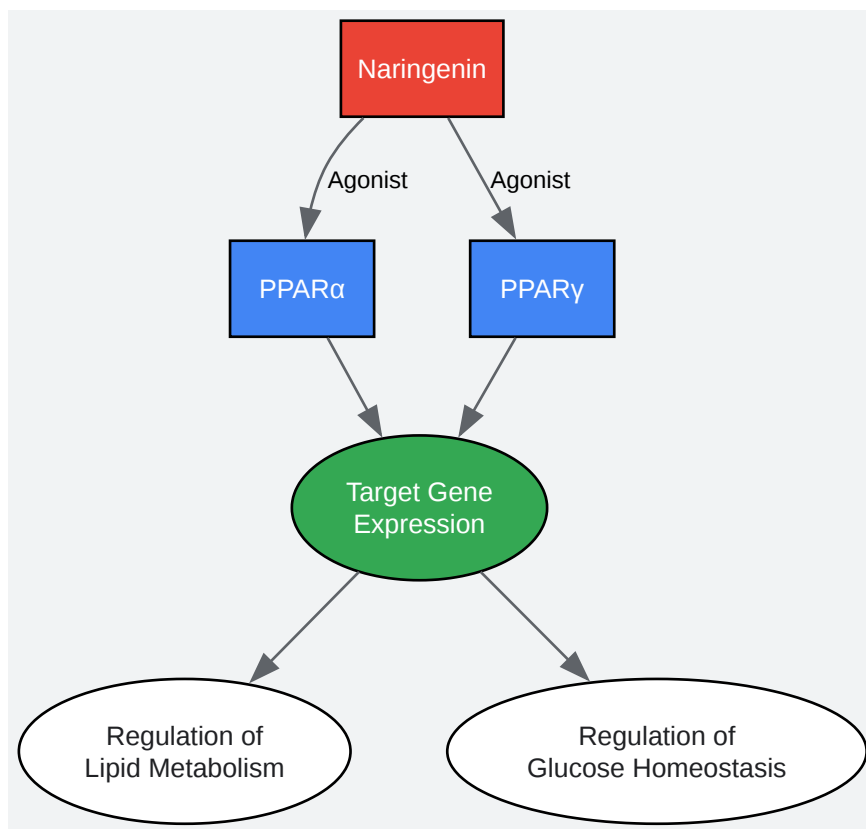 Naringenin
Agonist
Agonist
PPARα
PPARγ
Target Gene
Expression
Regulation of
Lipid Metabolism
Regulation of
Glucose Homeostasis